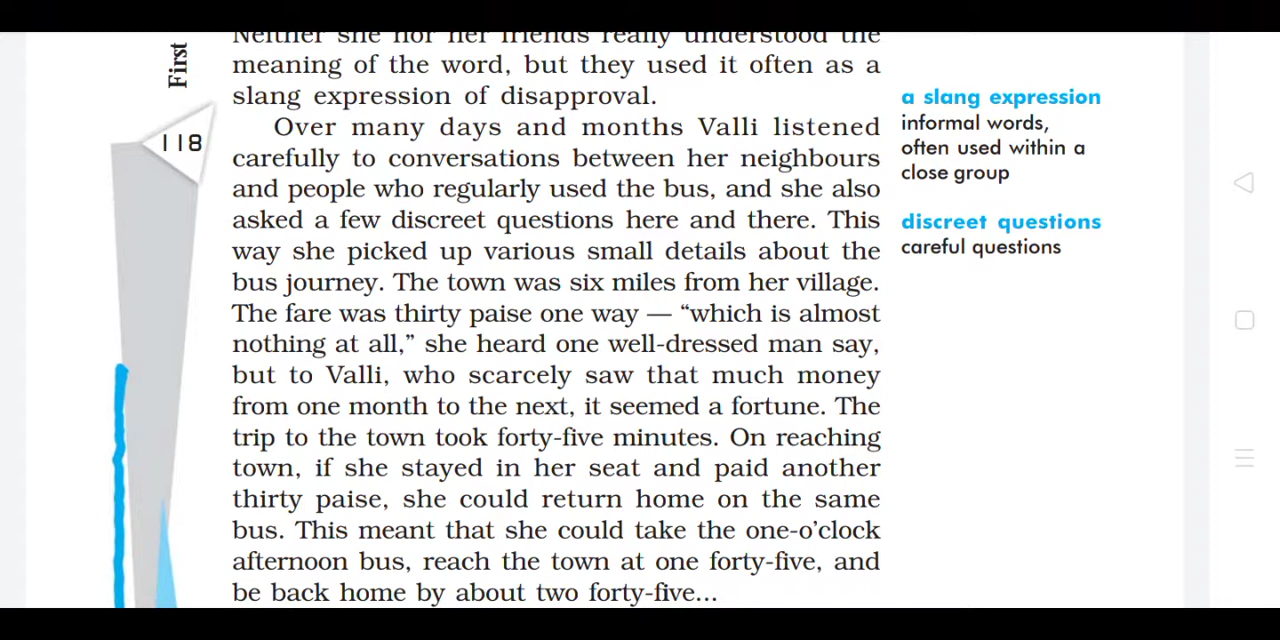 First
118
Neither she nor her friends really understood the
meaning of the word, but they used it often as a
slang expression of disapproval.
Over many days and months Valli listened
carefully to conversations between her neighbours
and people who regularly used the bus, and she also
asked a few discreet questions here and there. This
way she picked up various small details about the
bus journey. The town was six miles from her village.
The fare was thirty paise one way — “which is almost
nothing at all,” she heard one well-dressed man say,
but to Valli, who scarcely saw that much money
from one month to the next, it seemed a fortune. The
trip to the town took forty-five minutes. On reaching
town, if she stayed in her seat and paid another
thirty paise, she could return home on the same
bus. This meant that she could take the one-o’clock
afternoon bus, reach the town at one forty-five, and
be back home by about two forty-five...
a slang expression
informal words,
often used within a
close group
discreet questions
careful questions